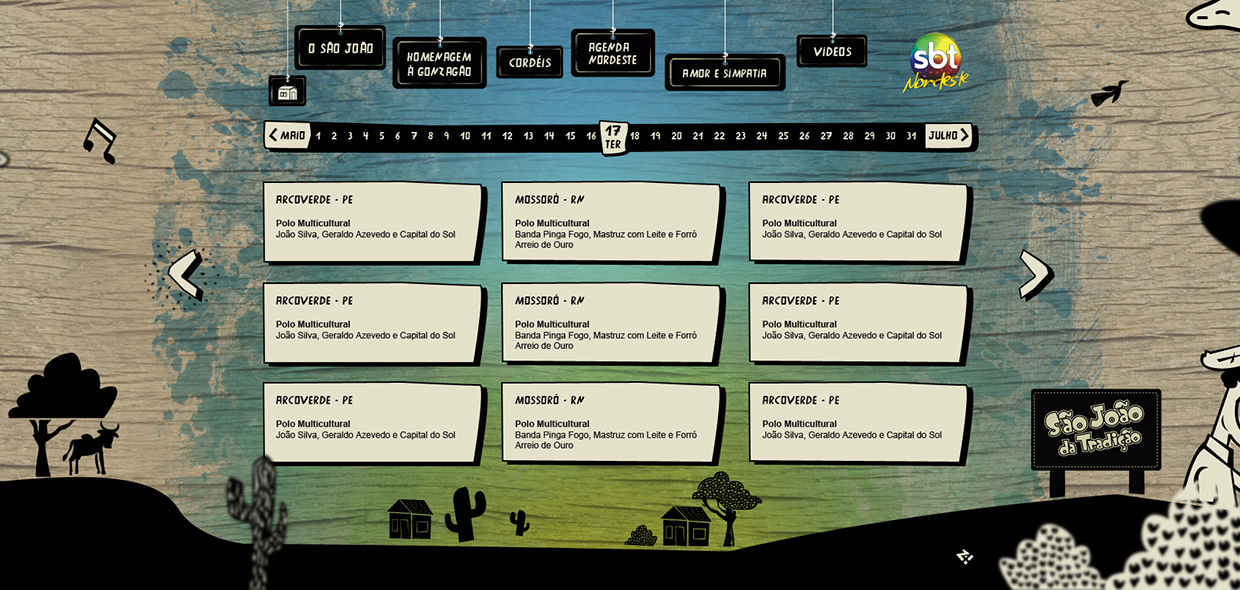 O SÃO JOÃO
HOMENAGEM
À GONZAGÃO
CORDÉIS
AGENDA
NORDESTE
AMOR E SIMPATIA
VÍDEOS
sbt
Nordeste
MAIO 1 2 3 4 5 6 7 8 9 10 11 12 13 14 15 16 17 TER 18 19 20 21 22 23 24 25 26 27 28 29 30 31 JULHO
ARCOVERDE - PE
Polo Multicultural
João Silva, Geraldo Azevedo e Capital do Sol
MOSSORÓ - RN
Polo Multicultural
Banda Pinga Fogo, Mastruz com Leite e Forró
Arreio de Ouro
ARCOVERDE - PE
Polo Multicultural
João Silva, Geraldo Azevedo e Capital do Sol
ARCOVERDE - PE
Polo Multicultural
João Silva, Geraldo Azevedo e Capital do Sol
MOSSORÓ - RN
Polo Multicultural
Banda Pinga Fogo, Mastruz com Leite e Forró
Arreio de Ouro
ARCOVERDE - PE
Polo Multicultural
João Silva, Geraldo Azevedo e Capital do Sol
ARCOVERDE - PE
Polo Multicultural
João Silva, Geraldo Azevedo e Capital do Sol
MOSSORÓ - RN
Polo Multicultural
Banda Pinga Fogo, Mastruz com Leite e Forró
Arreio de Ouro
ARCOVERDE - PE
Polo Multicultural
João Silva, Geraldo Azevedo e Capital do Sol
São João
da Tradição